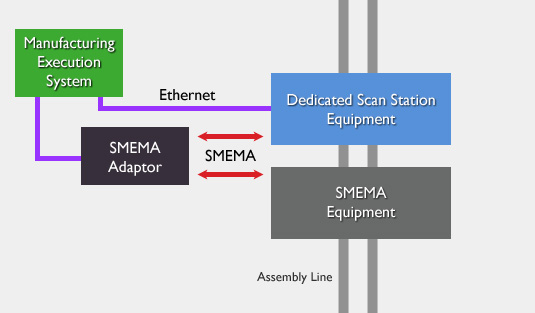 Manufacturing
Execution
System
Ethernet
Dedicated Scan Station
Equipment
SMEMA
Adaptor
SMEMA
SMEMA
Equipment
Assembly Line